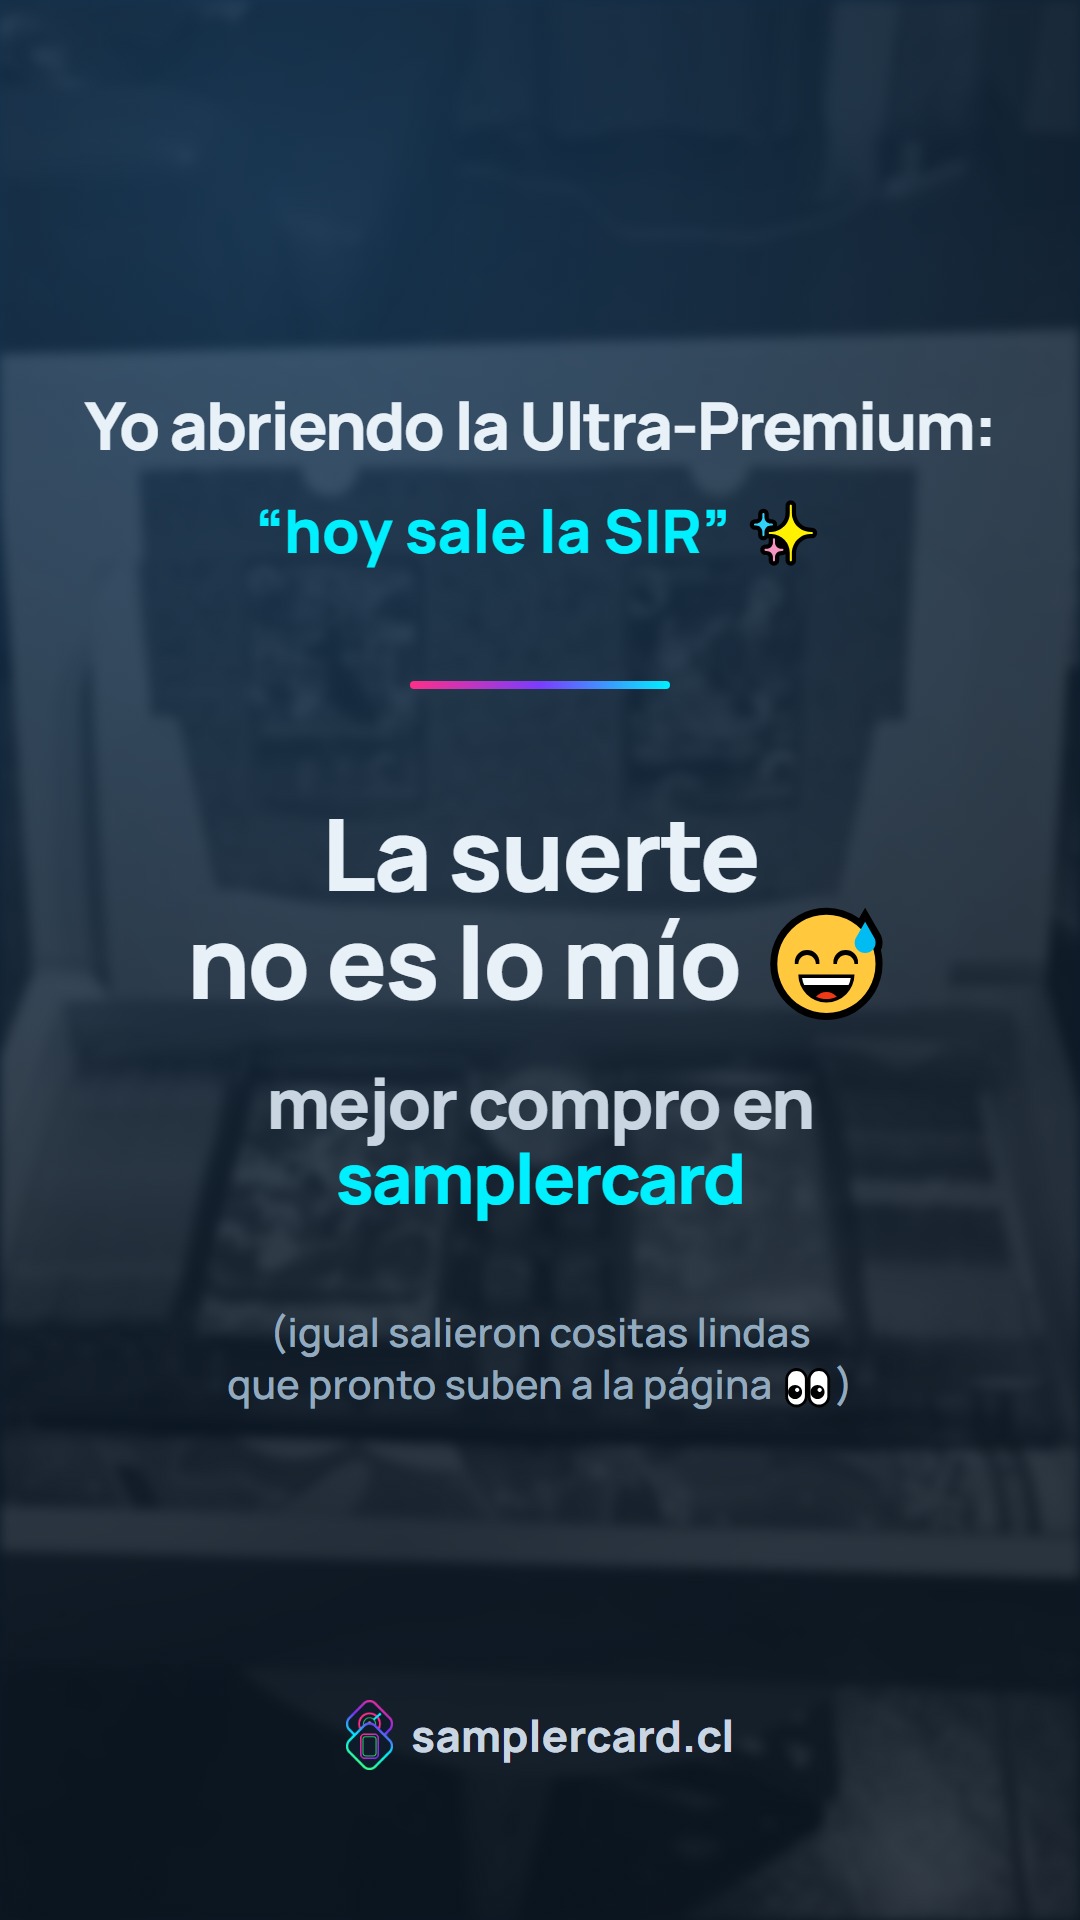 Yo abriendo la Ultra-Premium:
“hoy sale la SIR” ✨
La suerte
no es lo mío 😅
mejor compro en
samplercard
(igual salieron cositas lindas
que pronto suben a la página 👀)
samplercard.cl